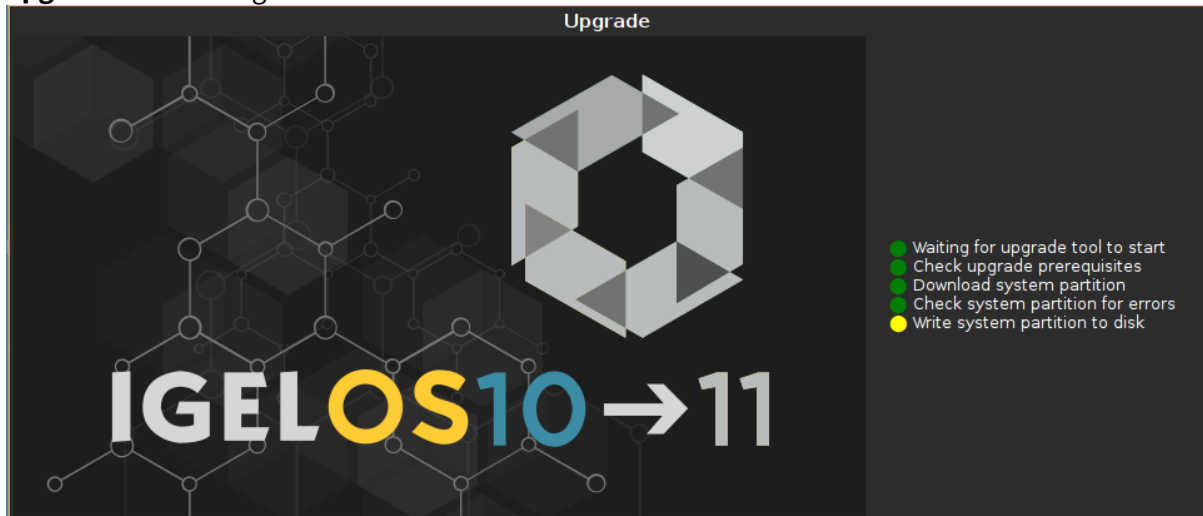 Upgrade
Waiting for upgrade tool to start
Check upgrade prerequisites
Download system partition
Check system partition for errors
Write system partition to disk
IGELOS10→11